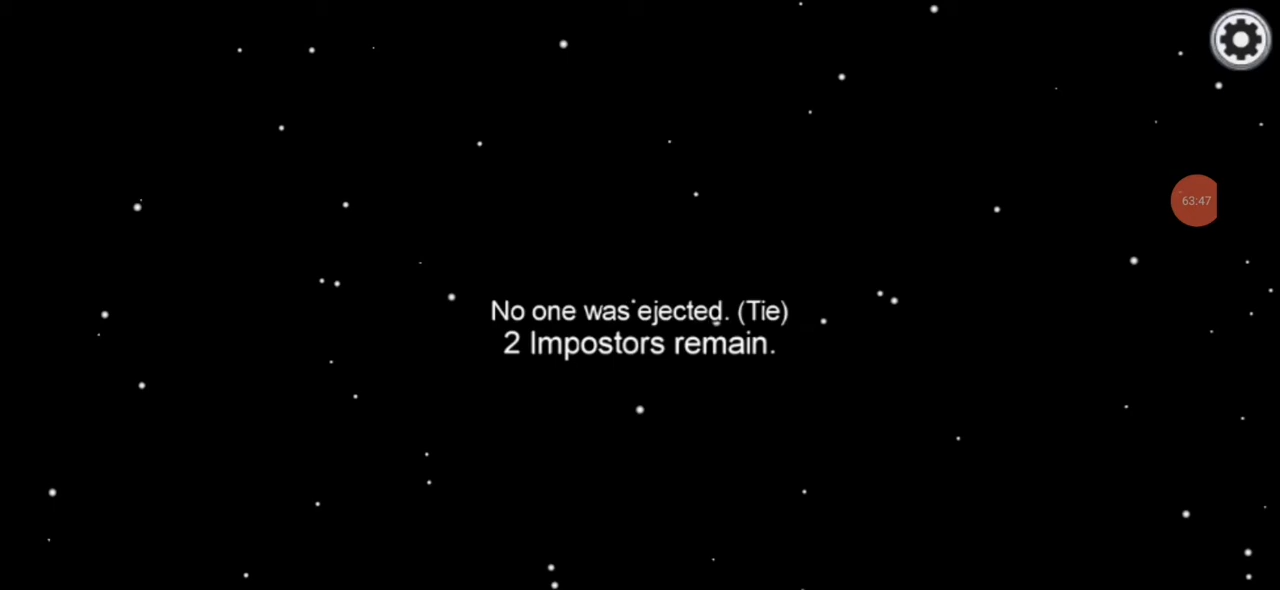 63:47
No one was ejected. (Tie)
2 Impostors remain.